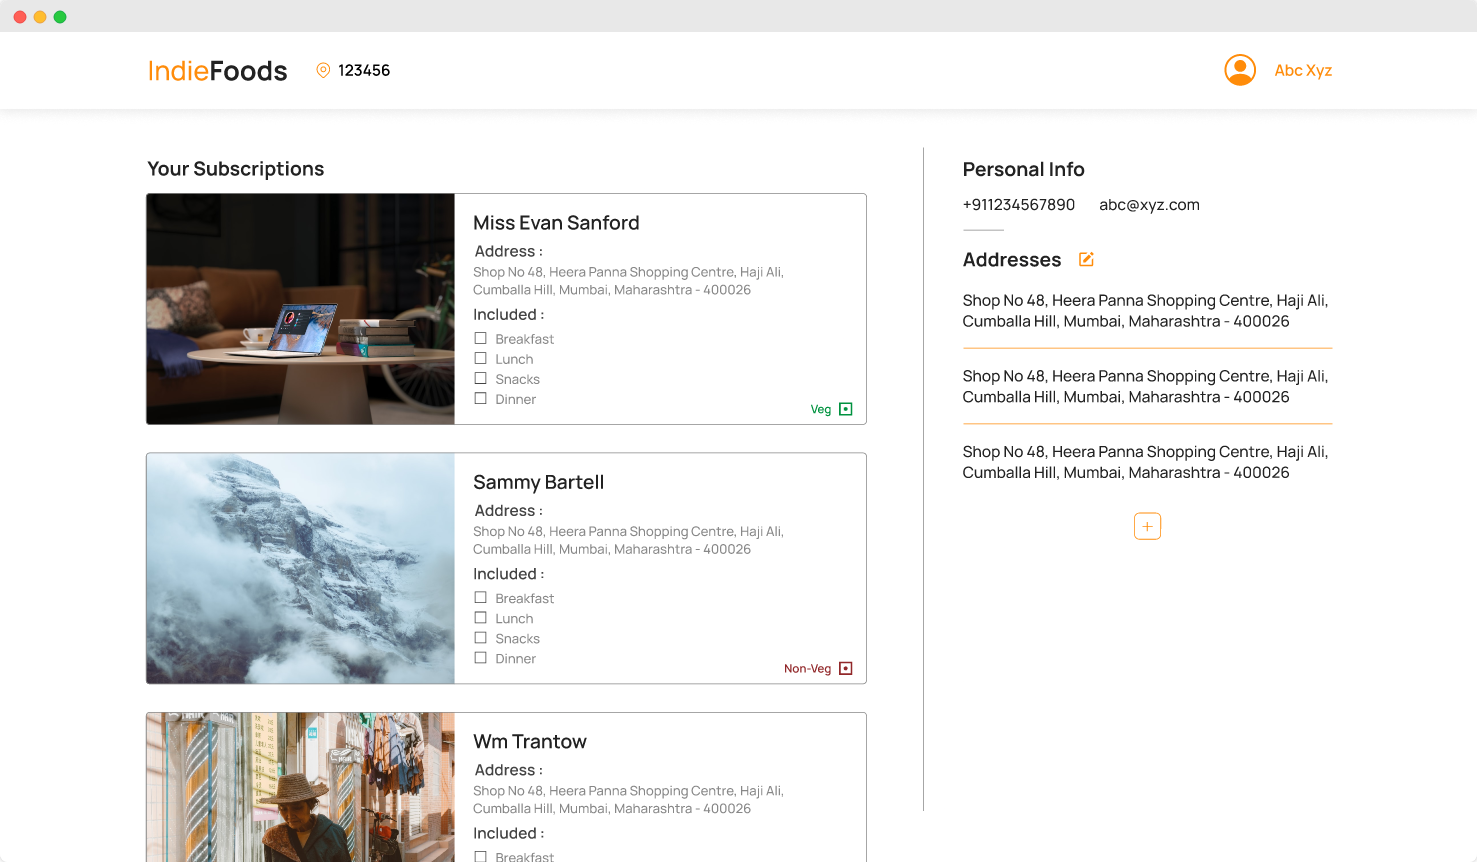 IndieFoods
123456
Abc Xyz
Your Subscriptions
Miss Evan Sanford
Address :
Shop No 48, Heera Panna Shopping Centre, Haji Ali,
Cumballa Hill, Mumbai, Maharashtra - 400026
Included :
Breakfast
Lunch
Snacks
Dinner
Veg
Sammy Bartell
Address :
Shop No 48, Heera Panna Shopping Centre, Haji Ali,
Cumballa Hill, Mumbai, Maharashtra - 400026
Included :
Breakfast
Lunch
Snacks
Dinner
Non-Veg
Wm Trantow
Address :
Shop No 48, Heera Panna Shopping Centre, Haji Ali,
Cumballa Hill, Mumbai, Maharashtra - 400026
Included :
Breakfast
Personal Info
+911234567890 abc@xyz.com
Addresses
Shop No 48, Heera Panna Shopping Centre, Haji Ali,
Cumballa Hill, Mumbai, Maharashtra - 400026
Shop No 48, Heera Panna Shopping Centre, Haji Ali,
Cumballa Hill, Mumbai, Maharashtra - 400026
Shop No 48, Heera Panna Shopping Centre, Haji Ali,
Cumballa Hill, Mumbai, Maharashtra - 400026